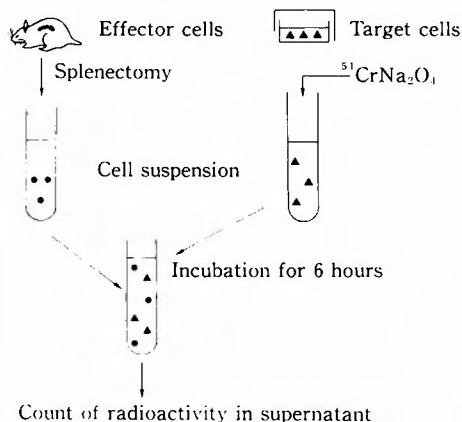 Effector cells
Target cells
Splenectomy
⁵¹CrNa₂O₄
Cell suspension
Incubation for 6 hours
Count of radioactivity in supernatant